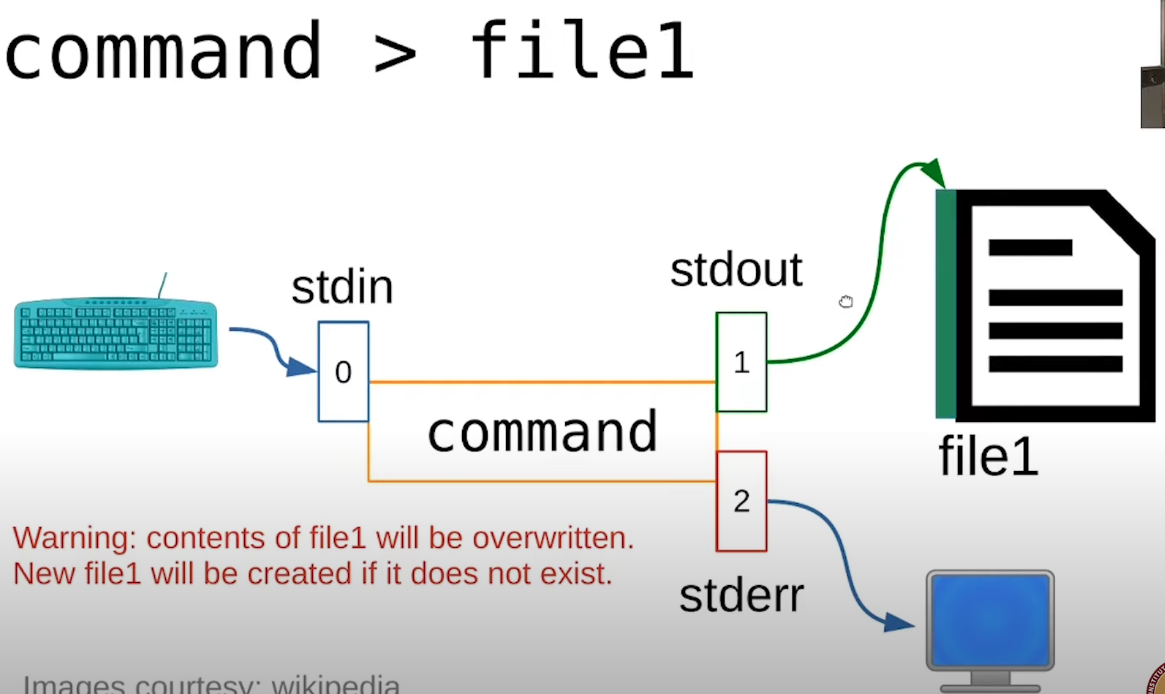 command > file1
stdin
stdout
0
1
command
file1
2
Warning: contents of file1 will be overwritten.
New file1 will be created if it does not exist.
stderr
Images courtesy: wikipedia